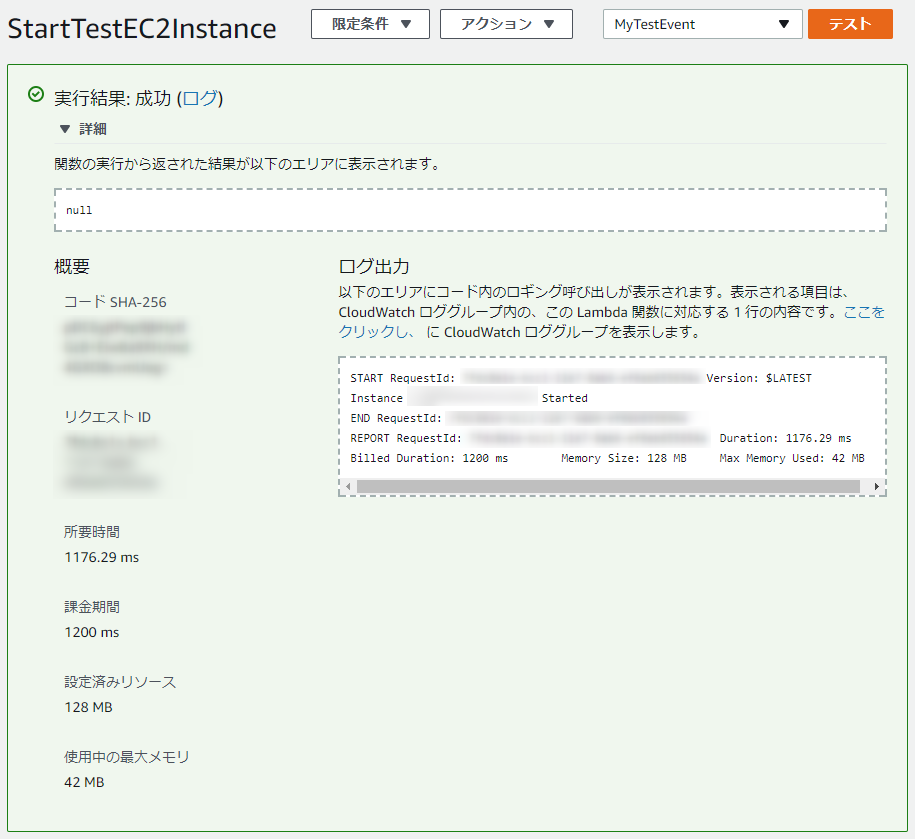 StartTestEC2Instance
限定条件
アクション
MyTestEvent
テスト
実行結果: 成功 (ログ)
詳細
関数の実行から返された結果が以下のエリアに表示されます。
null
概要
コード SHA-256
リクエスト ID
所要時間
1176.29 ms
課金期間
1200 ms
設定済みリソース
128 MB
使用中の最大メモリ
42 MB
ログ出力
以下のエリアにコード内のロギング呼び出しが表示されます。表示される項目は、
CloudWatch ロググループ内の、この Lambda 関数に対応する 1 行の内容です。ここを
クリックし、 に CloudWatch ロググループを表示します。
START RequestId: Version: $LATEST
Instance Started
END RequestId:
REPORT RequestId: Duration: 1176.29 ms
Billed Duration: 1200 ms Memory Size: 128 MB Max Memory Used: 42 MB